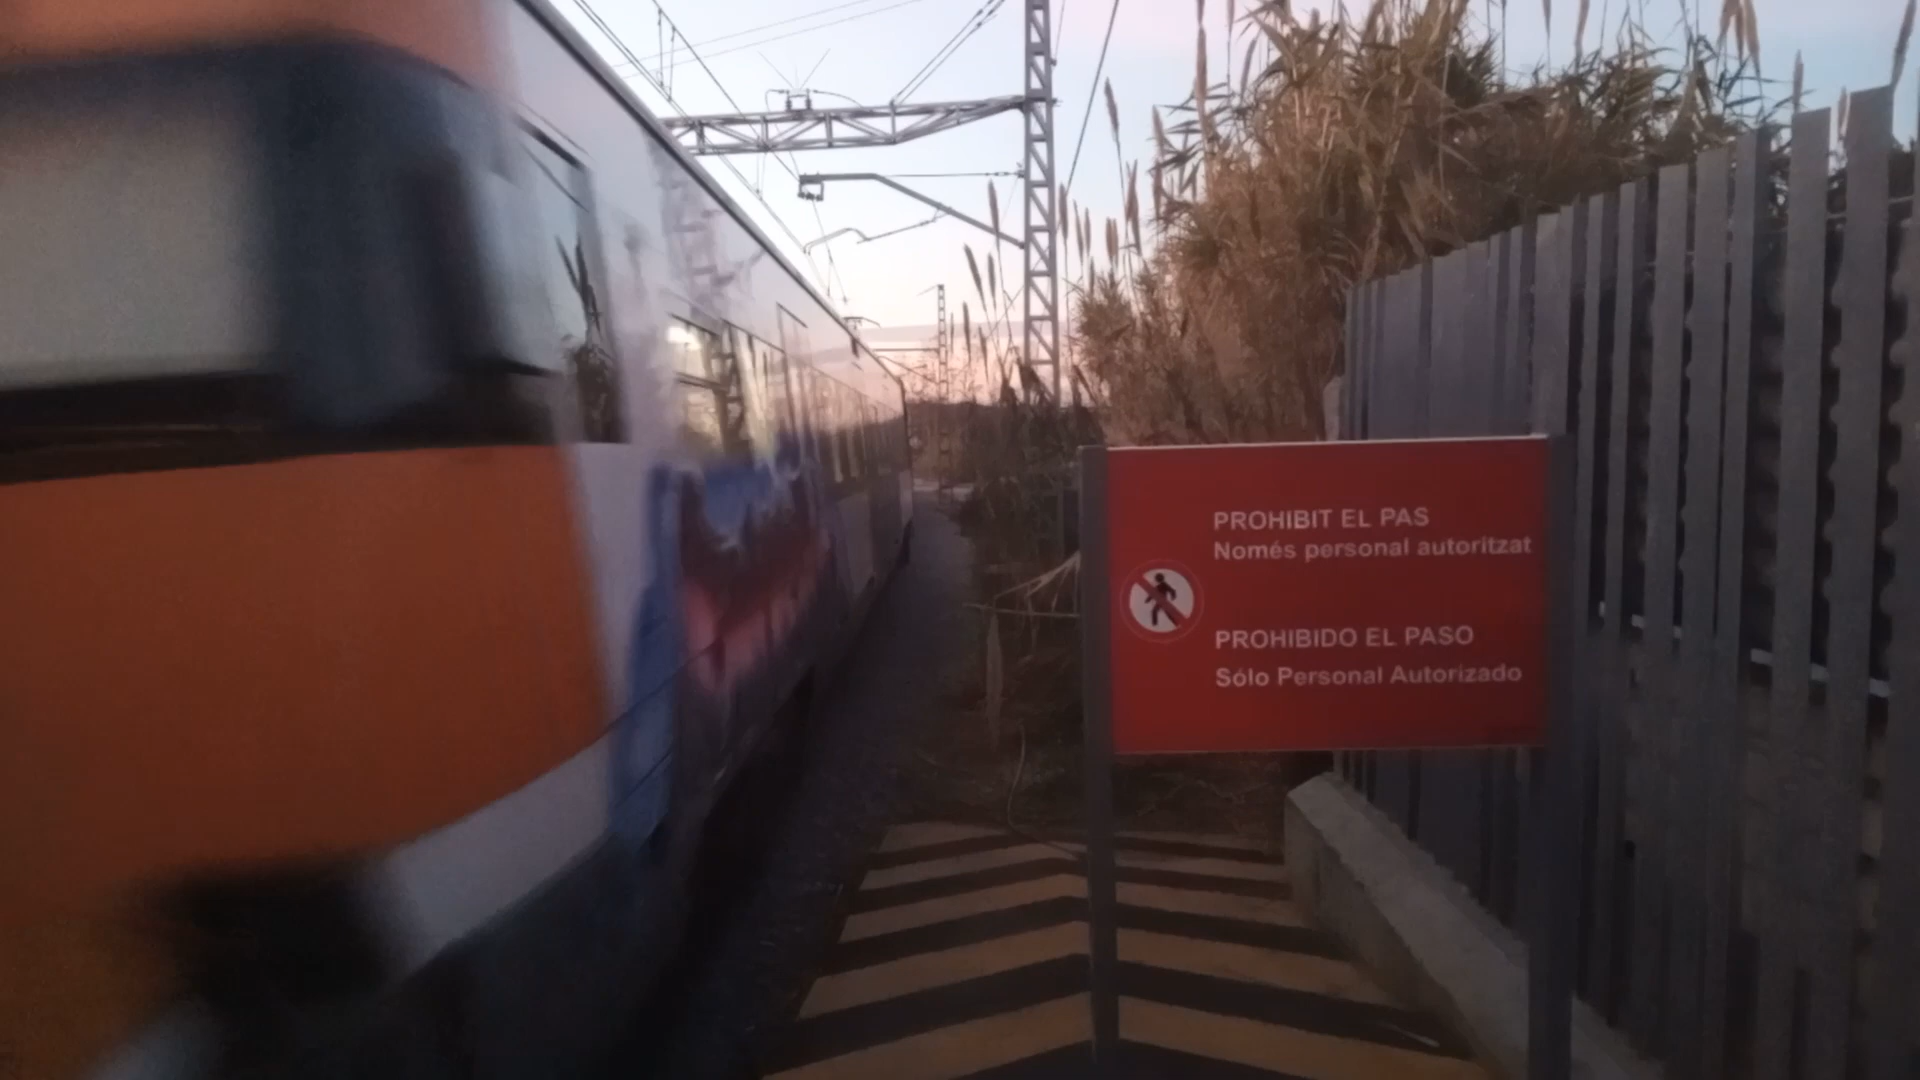 PROHIBIT EL PAS
Només personal autoritzat
PROHIBIDO EL PASO
Sólo Personal Autorizado